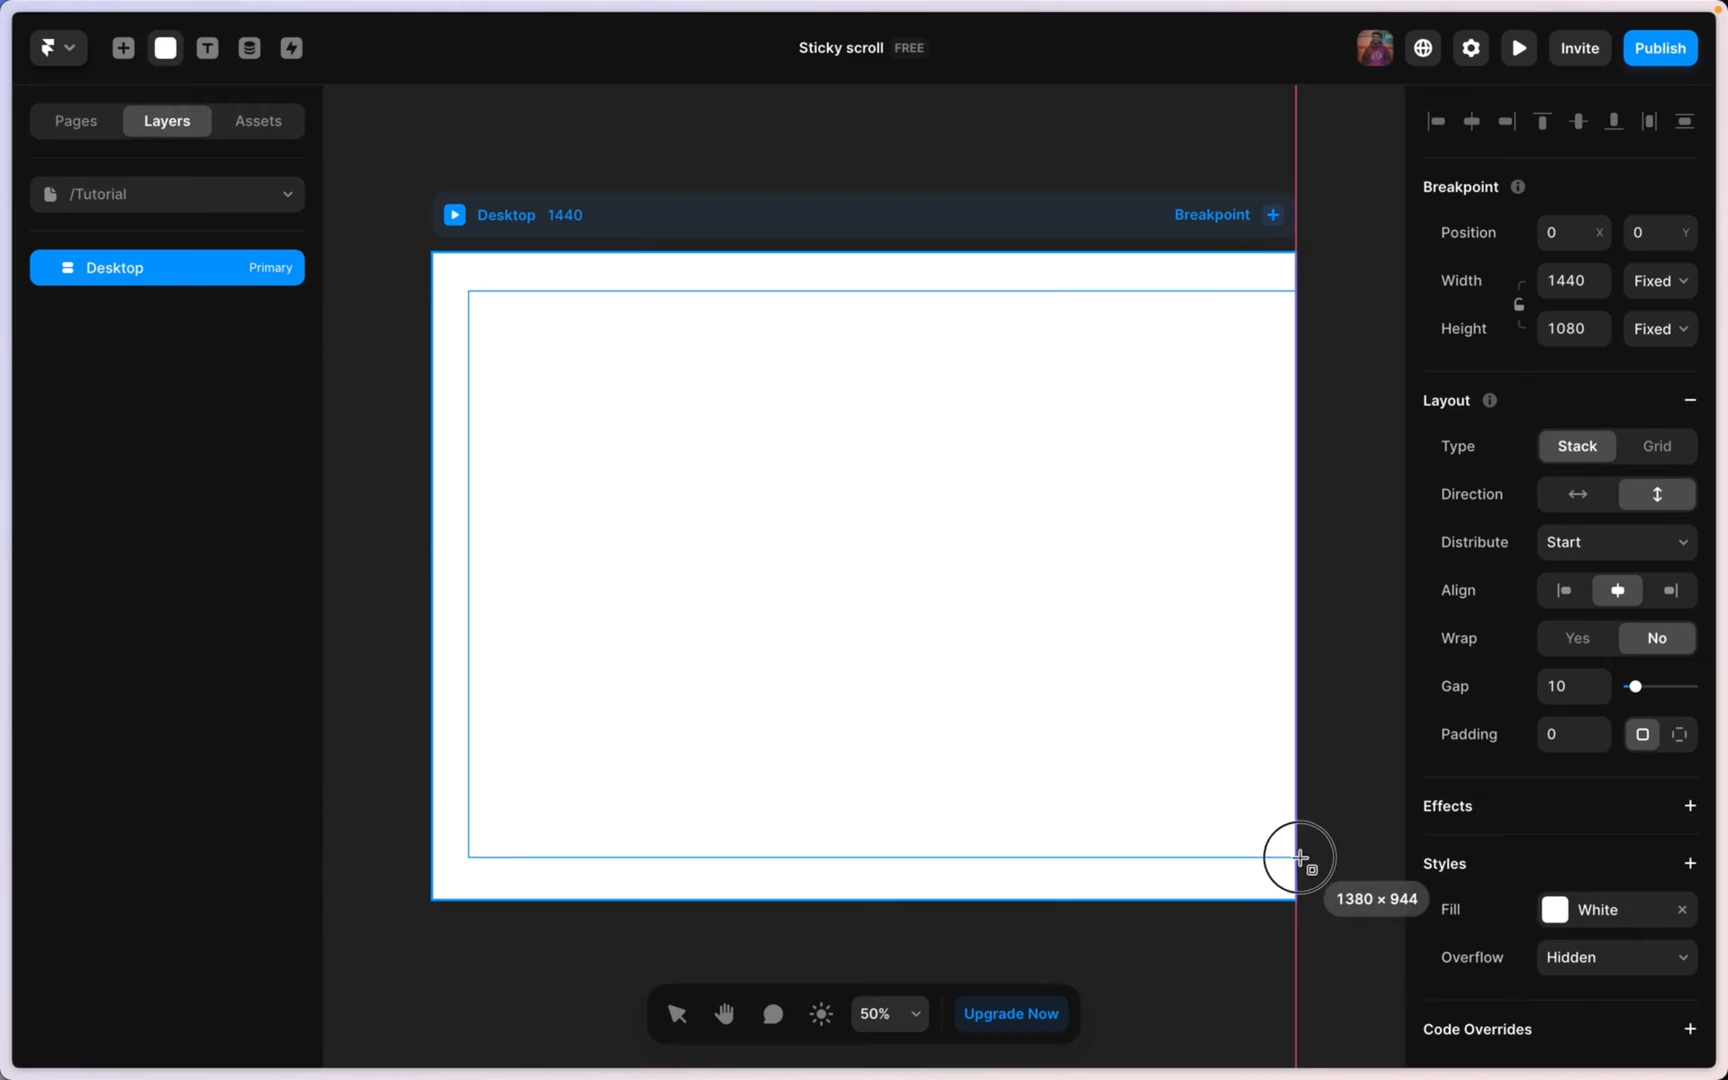 T
Sticky scroll FREE
Invite
Publish
Pages
Layers
Assets
/Tutorial
Desktop
Primary
Desktop 1440
Breakpoint
1380 × 944
50%
Upgrade Now
Breakpoint
Position
0 X
0 Y
Width
1440
Fixed
Height
1080
Fixed
Layout
Type
Stack
Grid
Direction
Distribute
Start
Align
Wrap
Yes
No
Gap
10
Padding
0
Effects
Styles
Fill
White
Overflow
Hidden
Code Overrides